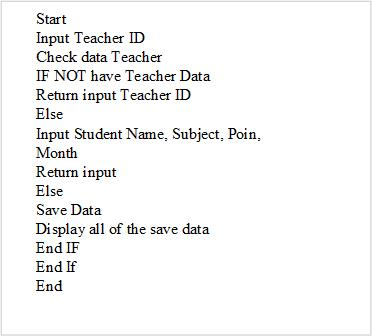 Start
Input Teacher ID
Check data Teacher
IF NOT have Teacher Data
Return input Teacher ID
Else
Input Student Name, Subject, Poin,
Month
Return input
Else
Save Data
Display all of the save data
End IF
End If
End